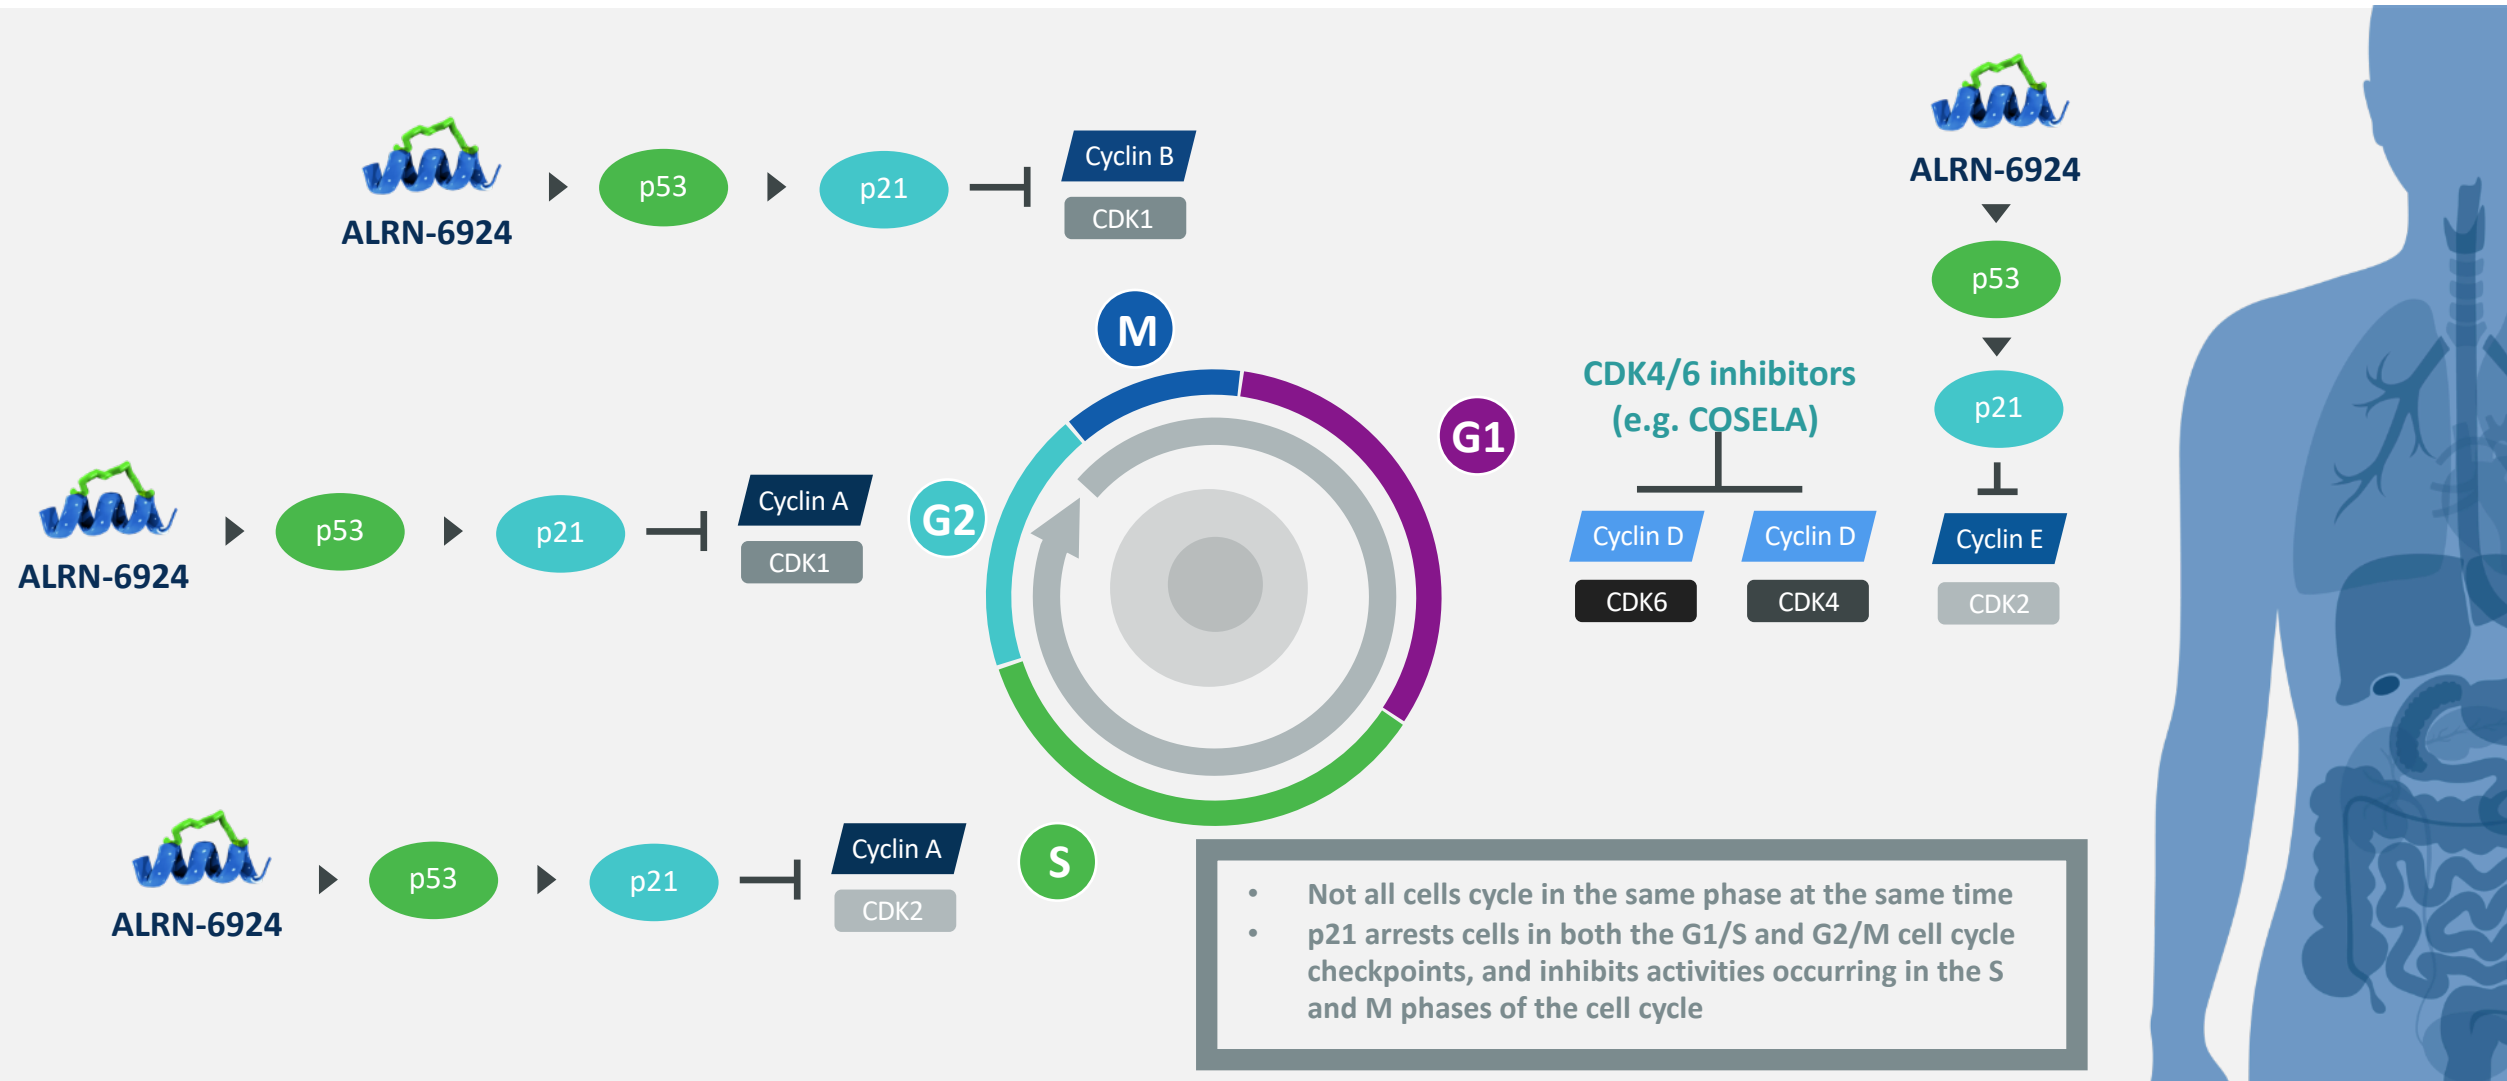 ALRN-6924
p53
p21
Cyclin B
CDK1
ALRN-6924
p53
p21
Cyclin E
CDK2
CDK4/6 inhibitors
(e.g. COSELA)
Cyclin D
CDK6
Cyclin D
CDK4
M
G1
G2
S
ALRN-6924
p53
p21
Cyclin A
CDK1
ALRN-6924
p53
p21
Cyclin A
CDK2
• Not all cells cycle in the same phase at the same time
• p21 arrests cells in both the G1/S and G2/M cell cycle
checkpoints, and inhibits activities occurring in the S
and M phases of the cell cycle